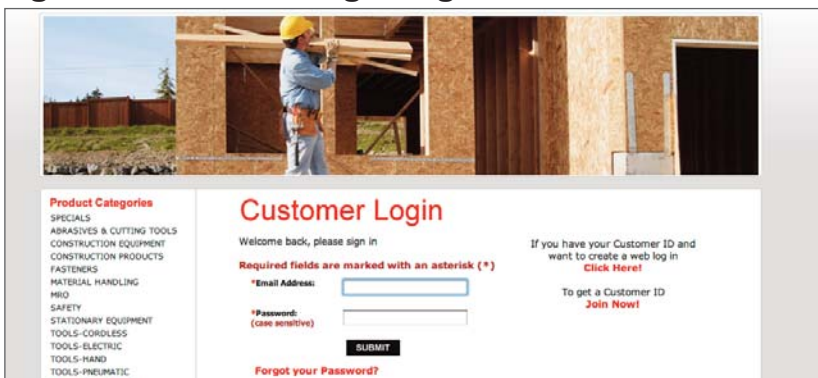 Product Categories
SPECIALS
ABRASIVES & CUTTING TOOLS
CONSTRUCTION EQUIPMENT
CONSTRUCTION PRODUCTS
FASTENERS
MATERIAL HANDLING
MRO
SAFETY
STATIONARY EQUIPMENT
TOOLS-CORDLESS
TOOLS-ELECTRIC
TOOLS-HAND
TOOLS-PNEUMATIC
Customer Login
Welcome back, please sign in
Required fields are marked with an asterisk (*)
*Email Address:
*Password:
(case sensitive)
SUBMIT
Forgot your Password?
If you have your Customer ID and
want to create a web log in
Click Here!
To get a Customer ID
Join Now!